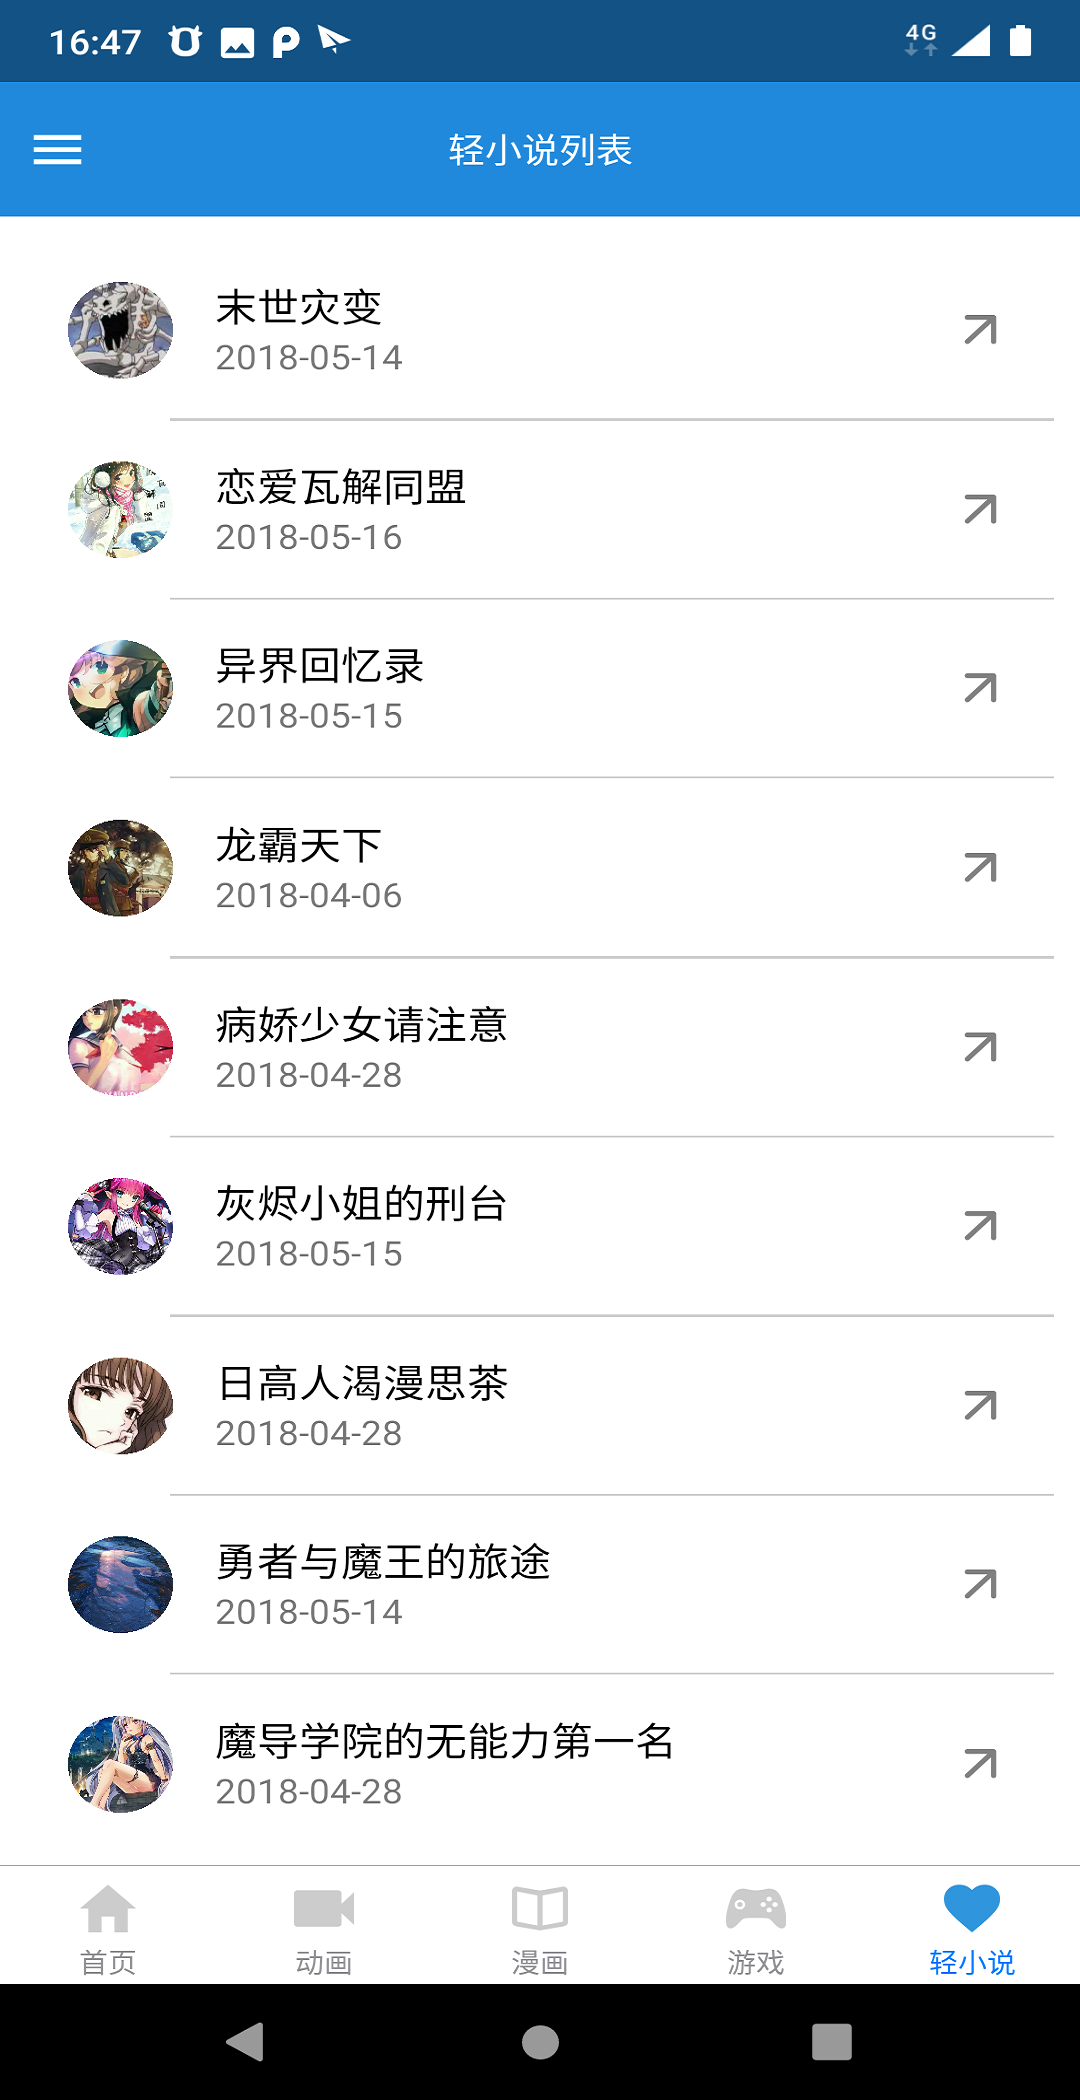 16:47
4G
轻小说列表
末世灾变
2018-05-14
恋爱瓦解同盟
2018-05-16
异界回忆录
2018-05-15
龙霸天下
2018-04-06
病娇少女请注意
2018-04-28
灰烬小姐的刑台
2018-05-15
日高人渴漫思茶
2018-04-28
勇者与魔王的旅途
2018-05-14
魔导学院的无能力第一名
2018-04-28
首页 动画 漫画 游戏 轻小说